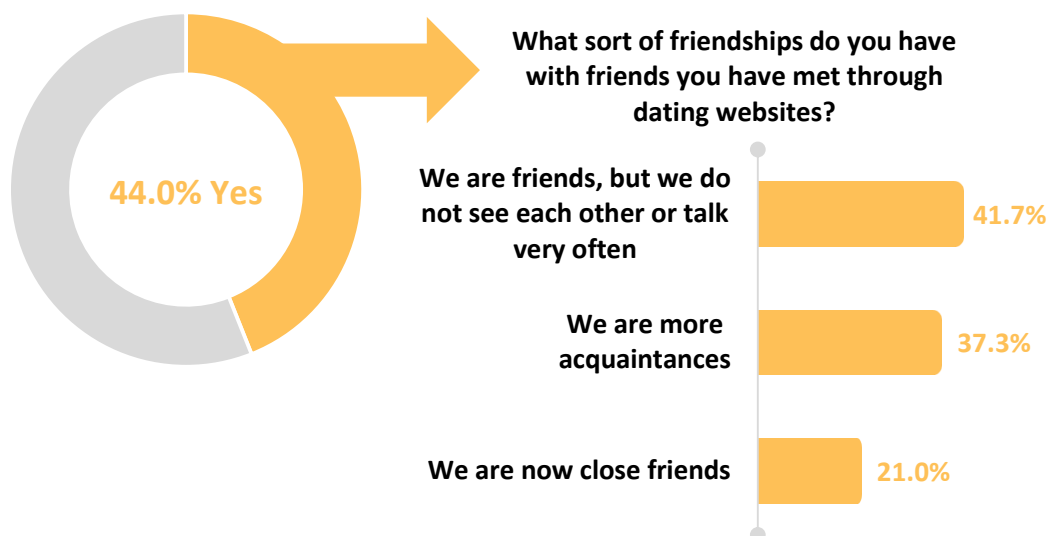 44.0% Yes
What sort of friendships do you have
with friends you have met through
dating websites?
We are friends, but we do
not see each other or talk
very often
41.7%
We are more
acquaintances
37.3%
We are now close friends
21.0%